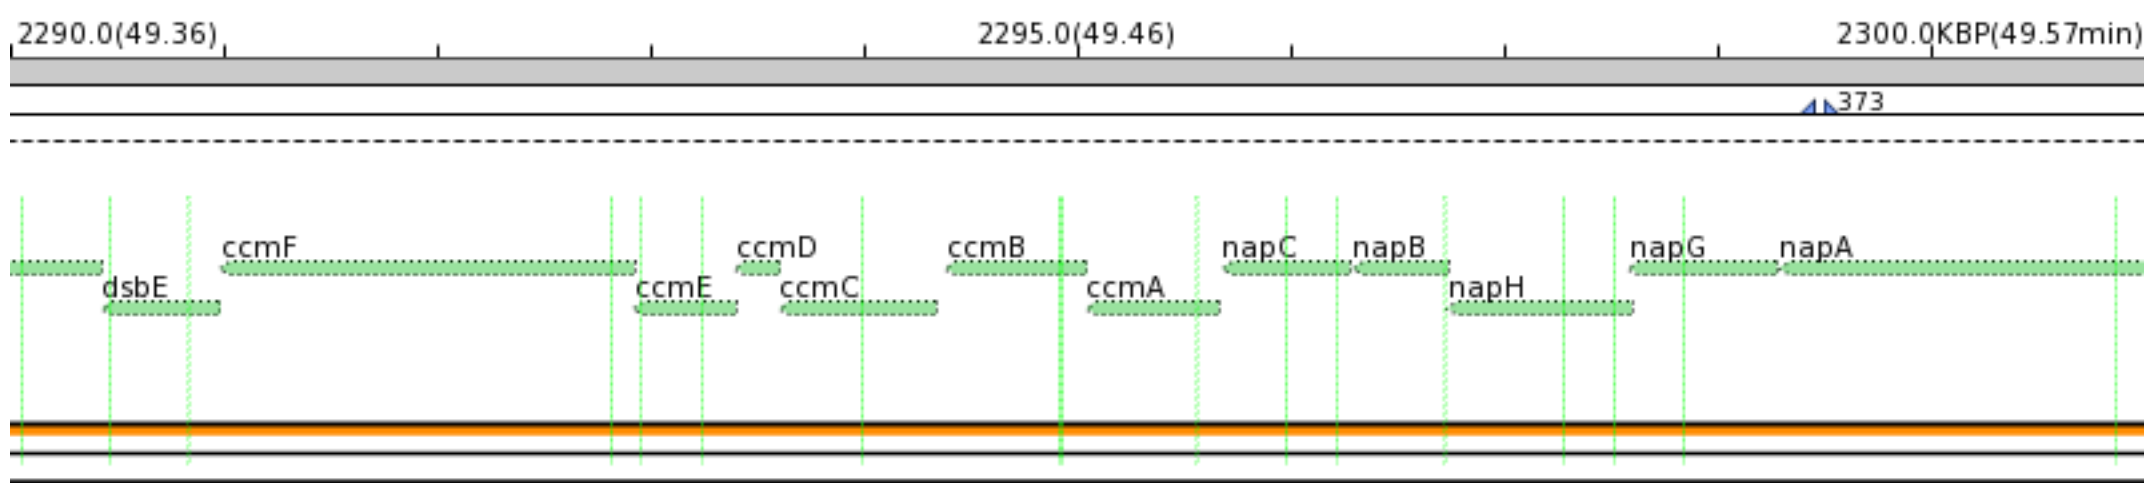 2290.0(49.36) 2295.0(49.46) 2300.0KBP(49.57min)
373
ccmF ccmD ccmB napC napB napG napA
dsbE ccmE ccmC ccmA napH